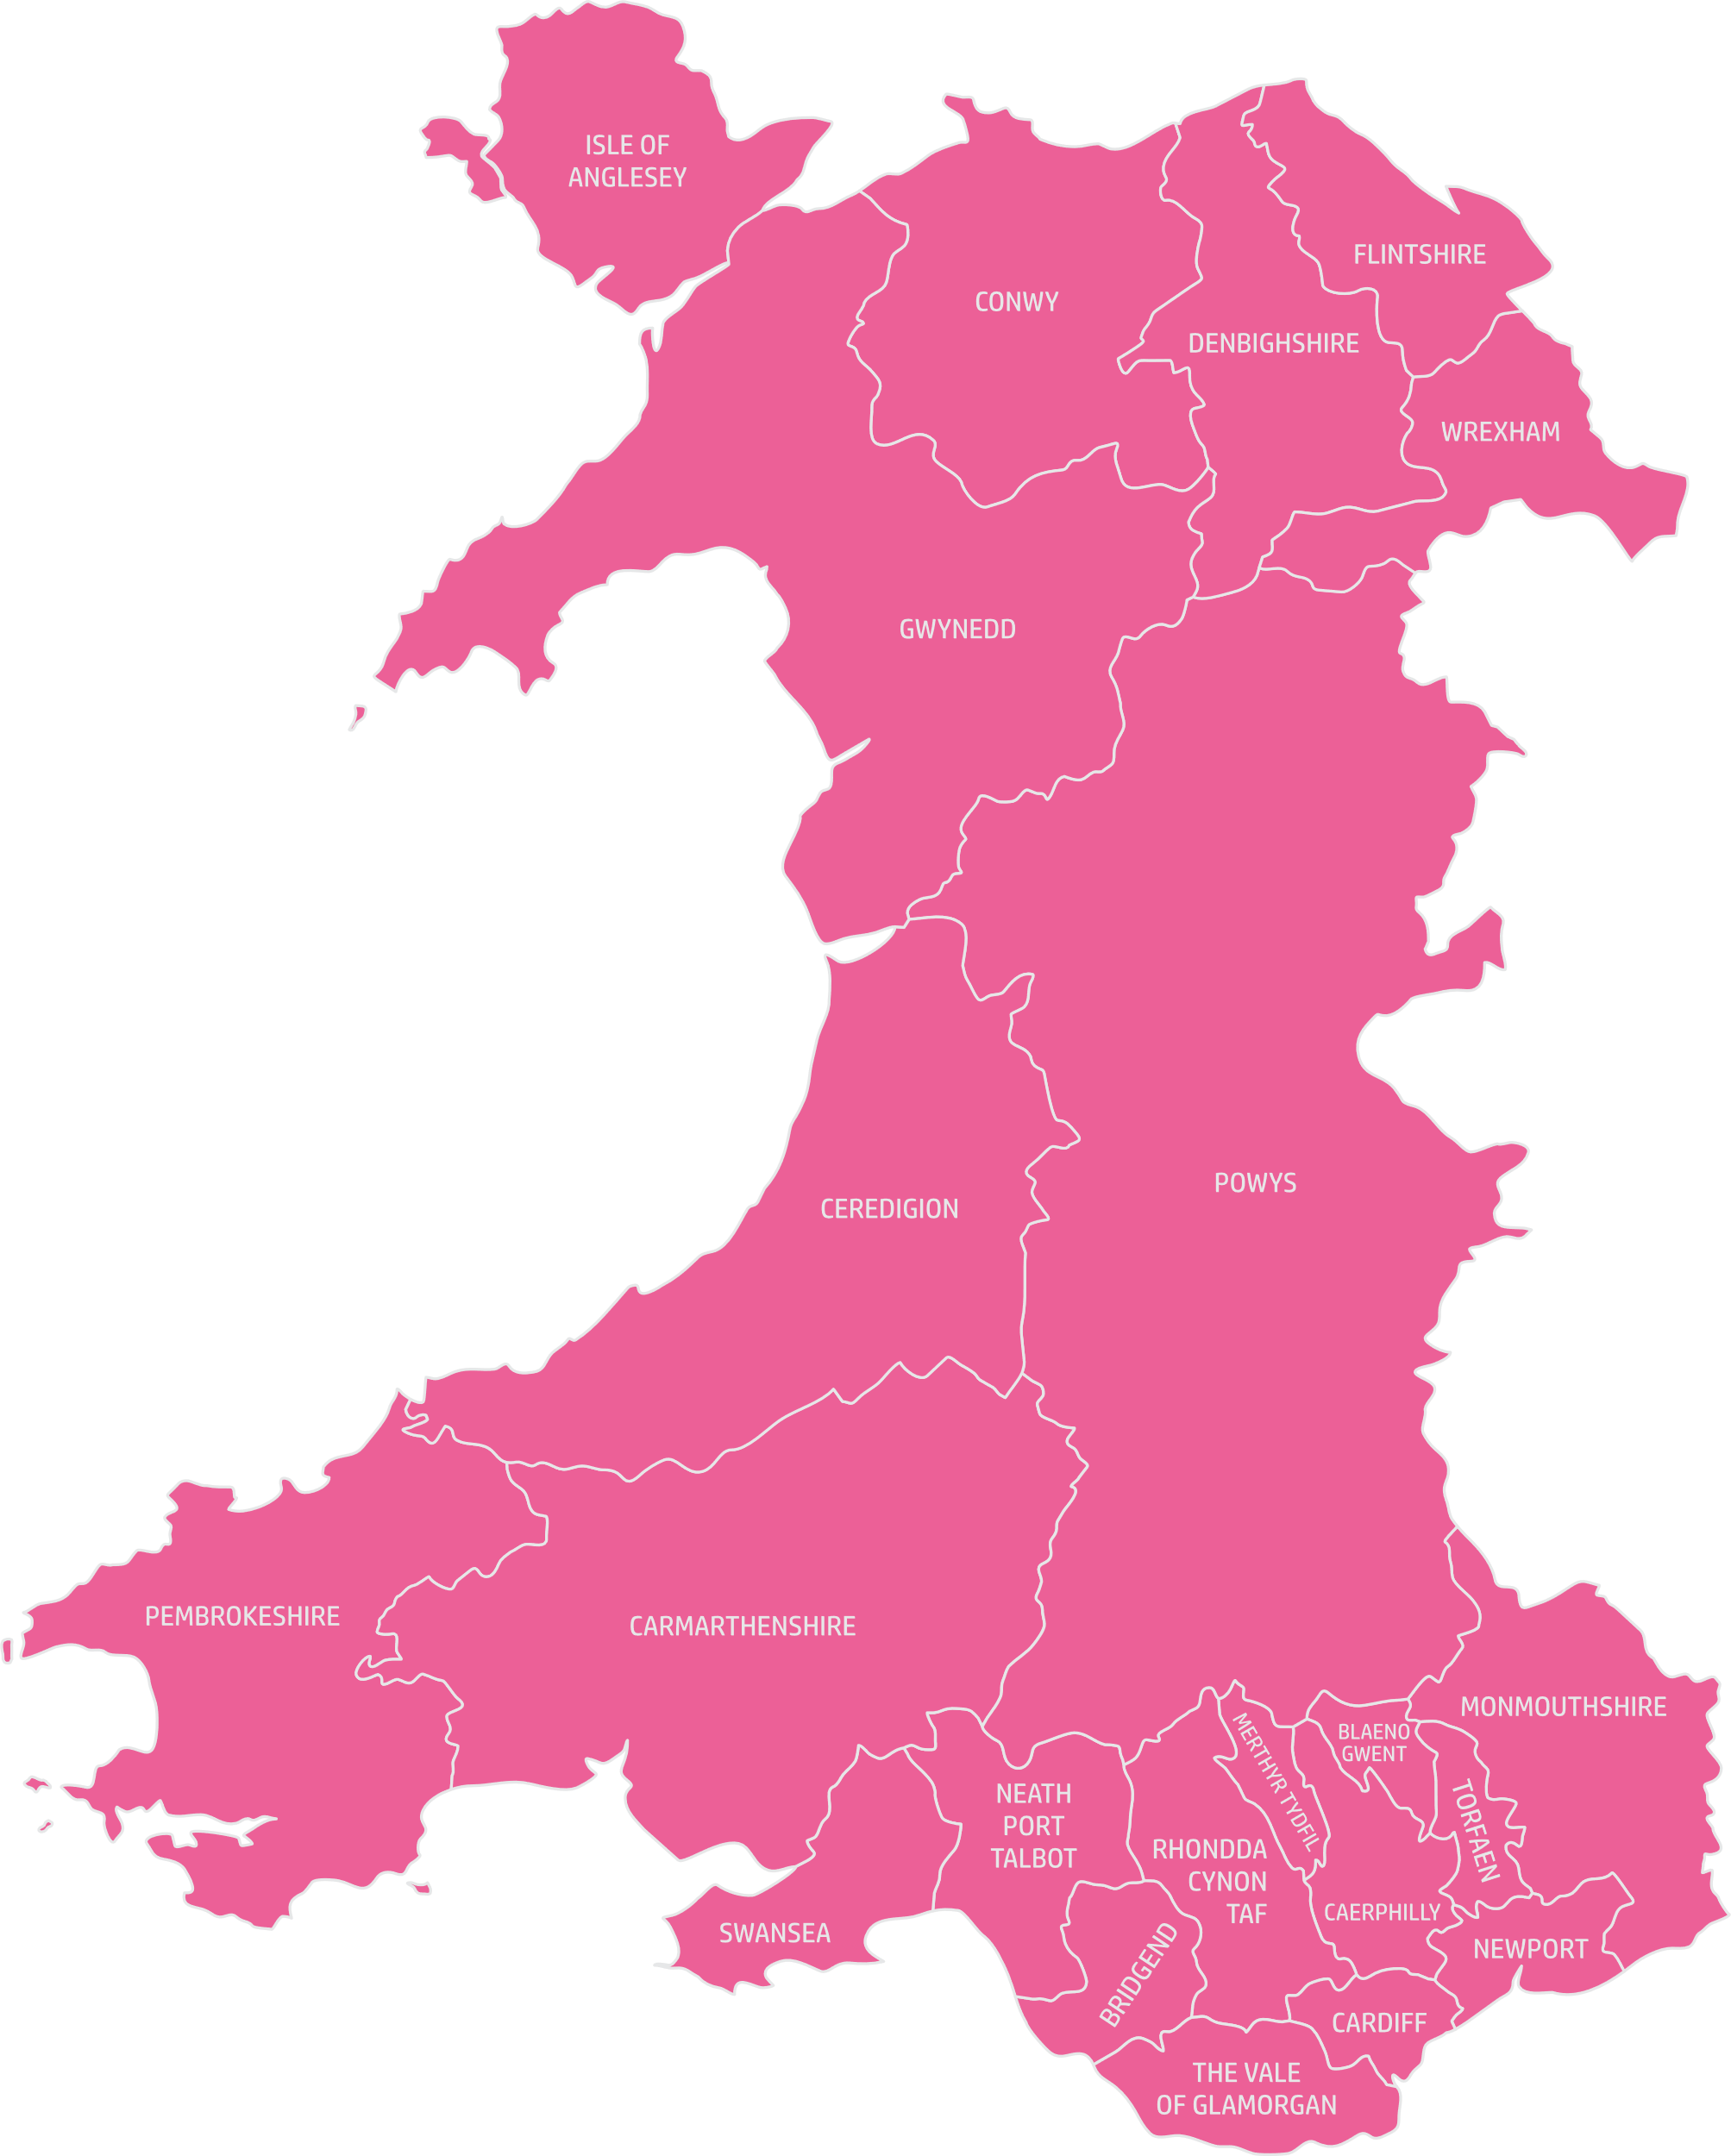 ISLE OF
ANGLESEY
FLINTSHIRE
CONWY
DENBIGHSHIRE
WREXHAM
GWYNEDD
POWYS
CEREDIGION
PEMBROKESHIRE
CARMARTHENSHIRE
MONMOUTHSHIRE
BLAENO
GWENT
MERTHYR TYDFIL
TORFAEN
NEATH
PORT
TALBOT
RHONDDA
CYNON
TAF
CAERPHILLY
SWANSEA
BRIDGEND
NEWPORT
CARDIFF
THE VALE
OF GLAMORGAN